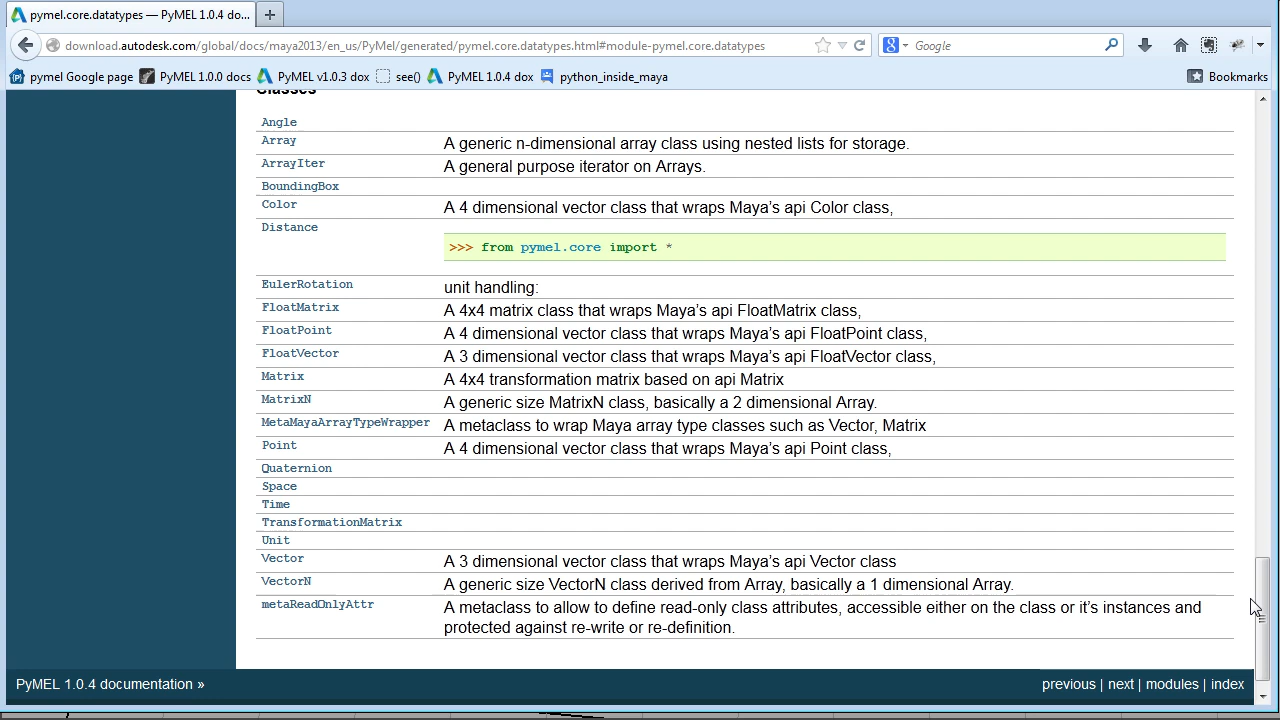 pymel.core.datatypes — PyMEL 1.0.4 do...
download.autodesk.com/global/docs/maya2013/en_us/PyMel/generated/pymel.core.datatypes.html#module-pymel.core.datatypes
Google
pymel Google page PyMEL 1.0.0 docs PyMEL v1.0.3 dox see() PyMEL 1.0.4 dox python_inside_maya Bookmarks
Classes
Angle
Array A generic n-dimensional array class using nested lists for storage.
ArrayIter A general purpose iterator on Arrays.
BoundingBox
Color A 4 dimensional vector class that wraps Maya’s api Color class,
Distance
>>> from pymel.core import *
EulerRotation unit handling:
FloatMatrix A 4x4 matrix class that wraps Maya’s api FloatMatrix class,
FloatPoint A 4 dimensional vector class that wraps Maya’s api FloatPoint class,
FloatVector A 3 dimensional vector class that wraps Maya’s api FloatVector class,
Matrix A 4x4 transformation matrix based on api Matrix
MatrixN A generic size MatrixN class, basically a 2 dimensional Array.
MetaMayaArrayTypeWrapper A metaclass to wrap Maya array type classes such as Vector, Matrix
Point A 4 dimensional vector class that wraps Maya’s api Point class,
Quaternion
Space
Time
TransformationMatrix
Unit
Vector A 3 dimensional vector class that wraps Maya’s api Vector class
VectorN A generic size VectorN class derived from Array, basically a 1 dimensional Array.
metaReadOnlyAttr A metaclass to allow to define read-only class attributes, accessible either on the class or it’s instances and
protected against re-write or re-definition.
PyMEL 1.0.4 documentation » previous | next | modules | index